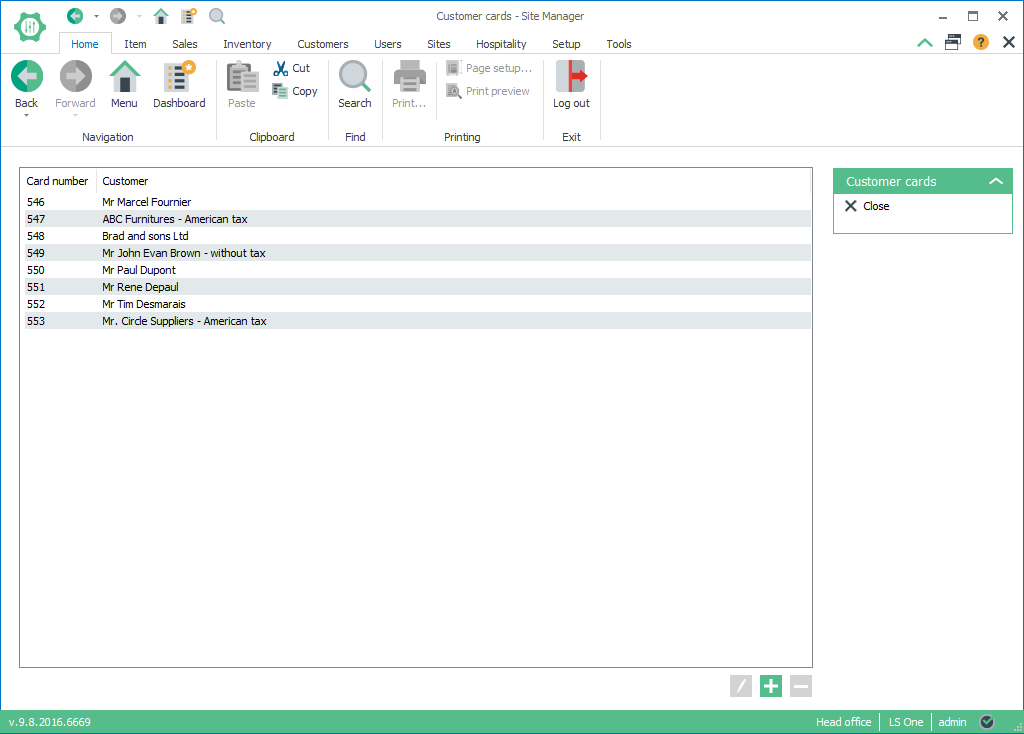 Customer cards - Site Manager
Home Item Sales Inventory Customers Users Sites Hospitality Setup Tools
?
Back Forward Menu Dashboard
Navigation
Paste Cut
Copy
Clipboard
Search
Find
Print... Page setup...
Print preview
Printing
Log out
Exit
Card number Customer
546 Mr Marcel Fournier
547 ABC Furnitures - American tax
548 Brad and sons Ltd
549 Mr John Evan Brown - without tax
550 Mr Paul Dupont
551 Mr Rene Depaul
552 Mr Tim Desmarais
553 Mr. Circle Suppliers - American tax
Customer cards
Close
v.9.8.2016.6669
Head office LS One admin